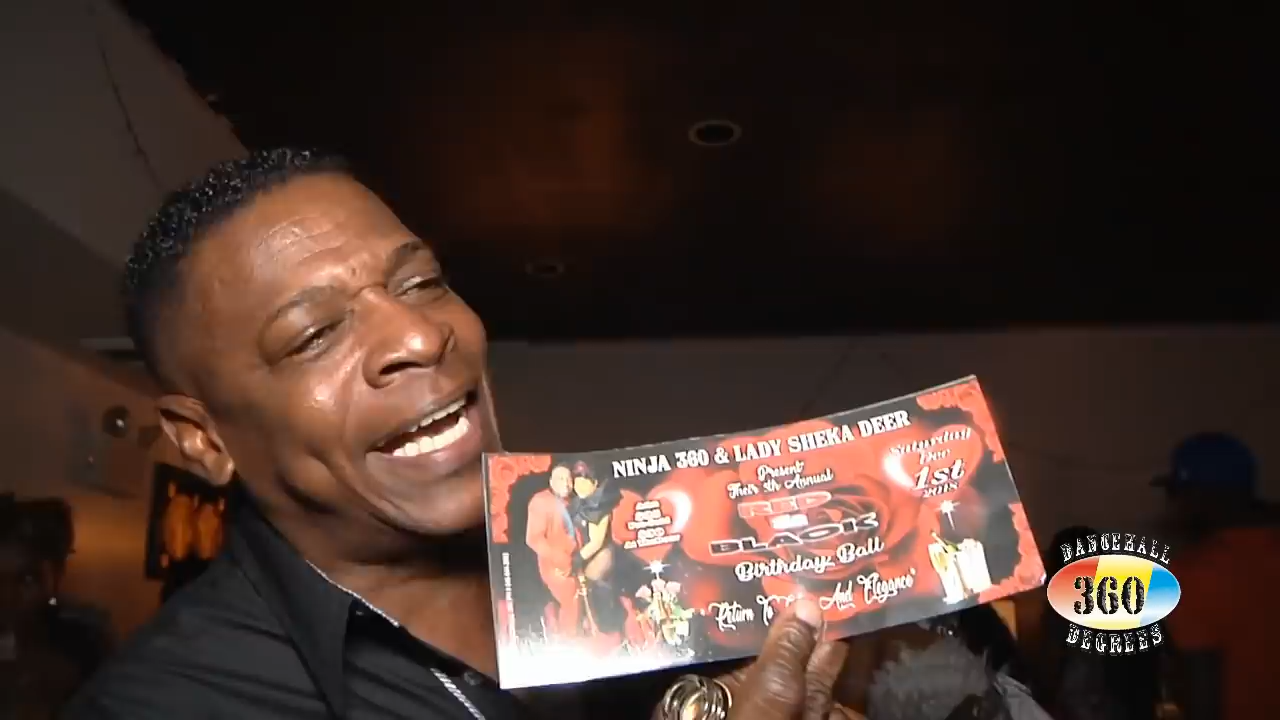 NINJA 360 & LADY SHEKA DEER
Present
Their 5th Annual
RED
BLACK
Birthday Ball
"Return To And Elegance"
Saturday
Dec
1st
2018
DANCEHALL
360
DEGREES